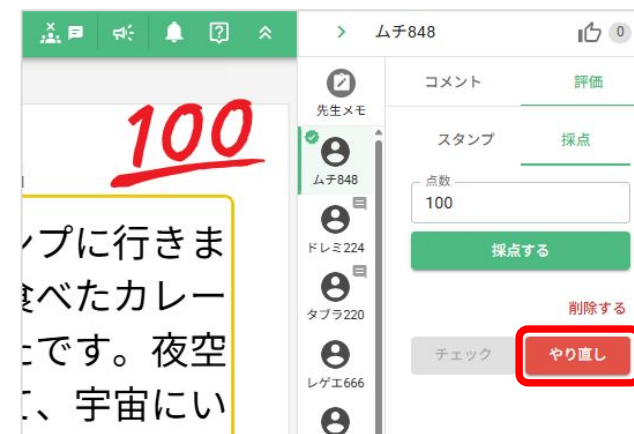 ムチ848
0
コメント
評価
先生メモ
100
スタンプ
採点
ムチ848
点数
100
ドレミ224
採点する
ンプに行きま
食べたカレー
タブラ220
削除する
たです。夜空
チェック
やり直し
レゲエ666
て、宇宙にい